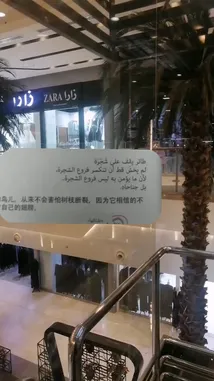 زارا ZARA
زارا
طائر يقف على شجرة
لم يخش قط أن تنكسر فروع الشجرة.
لأن ما يؤمن به ليس فروع الشجرة.
بل جناحاه.
鸟儿，从来不会害怕树枝断裂，因为它相信的不
自己的翅膀。